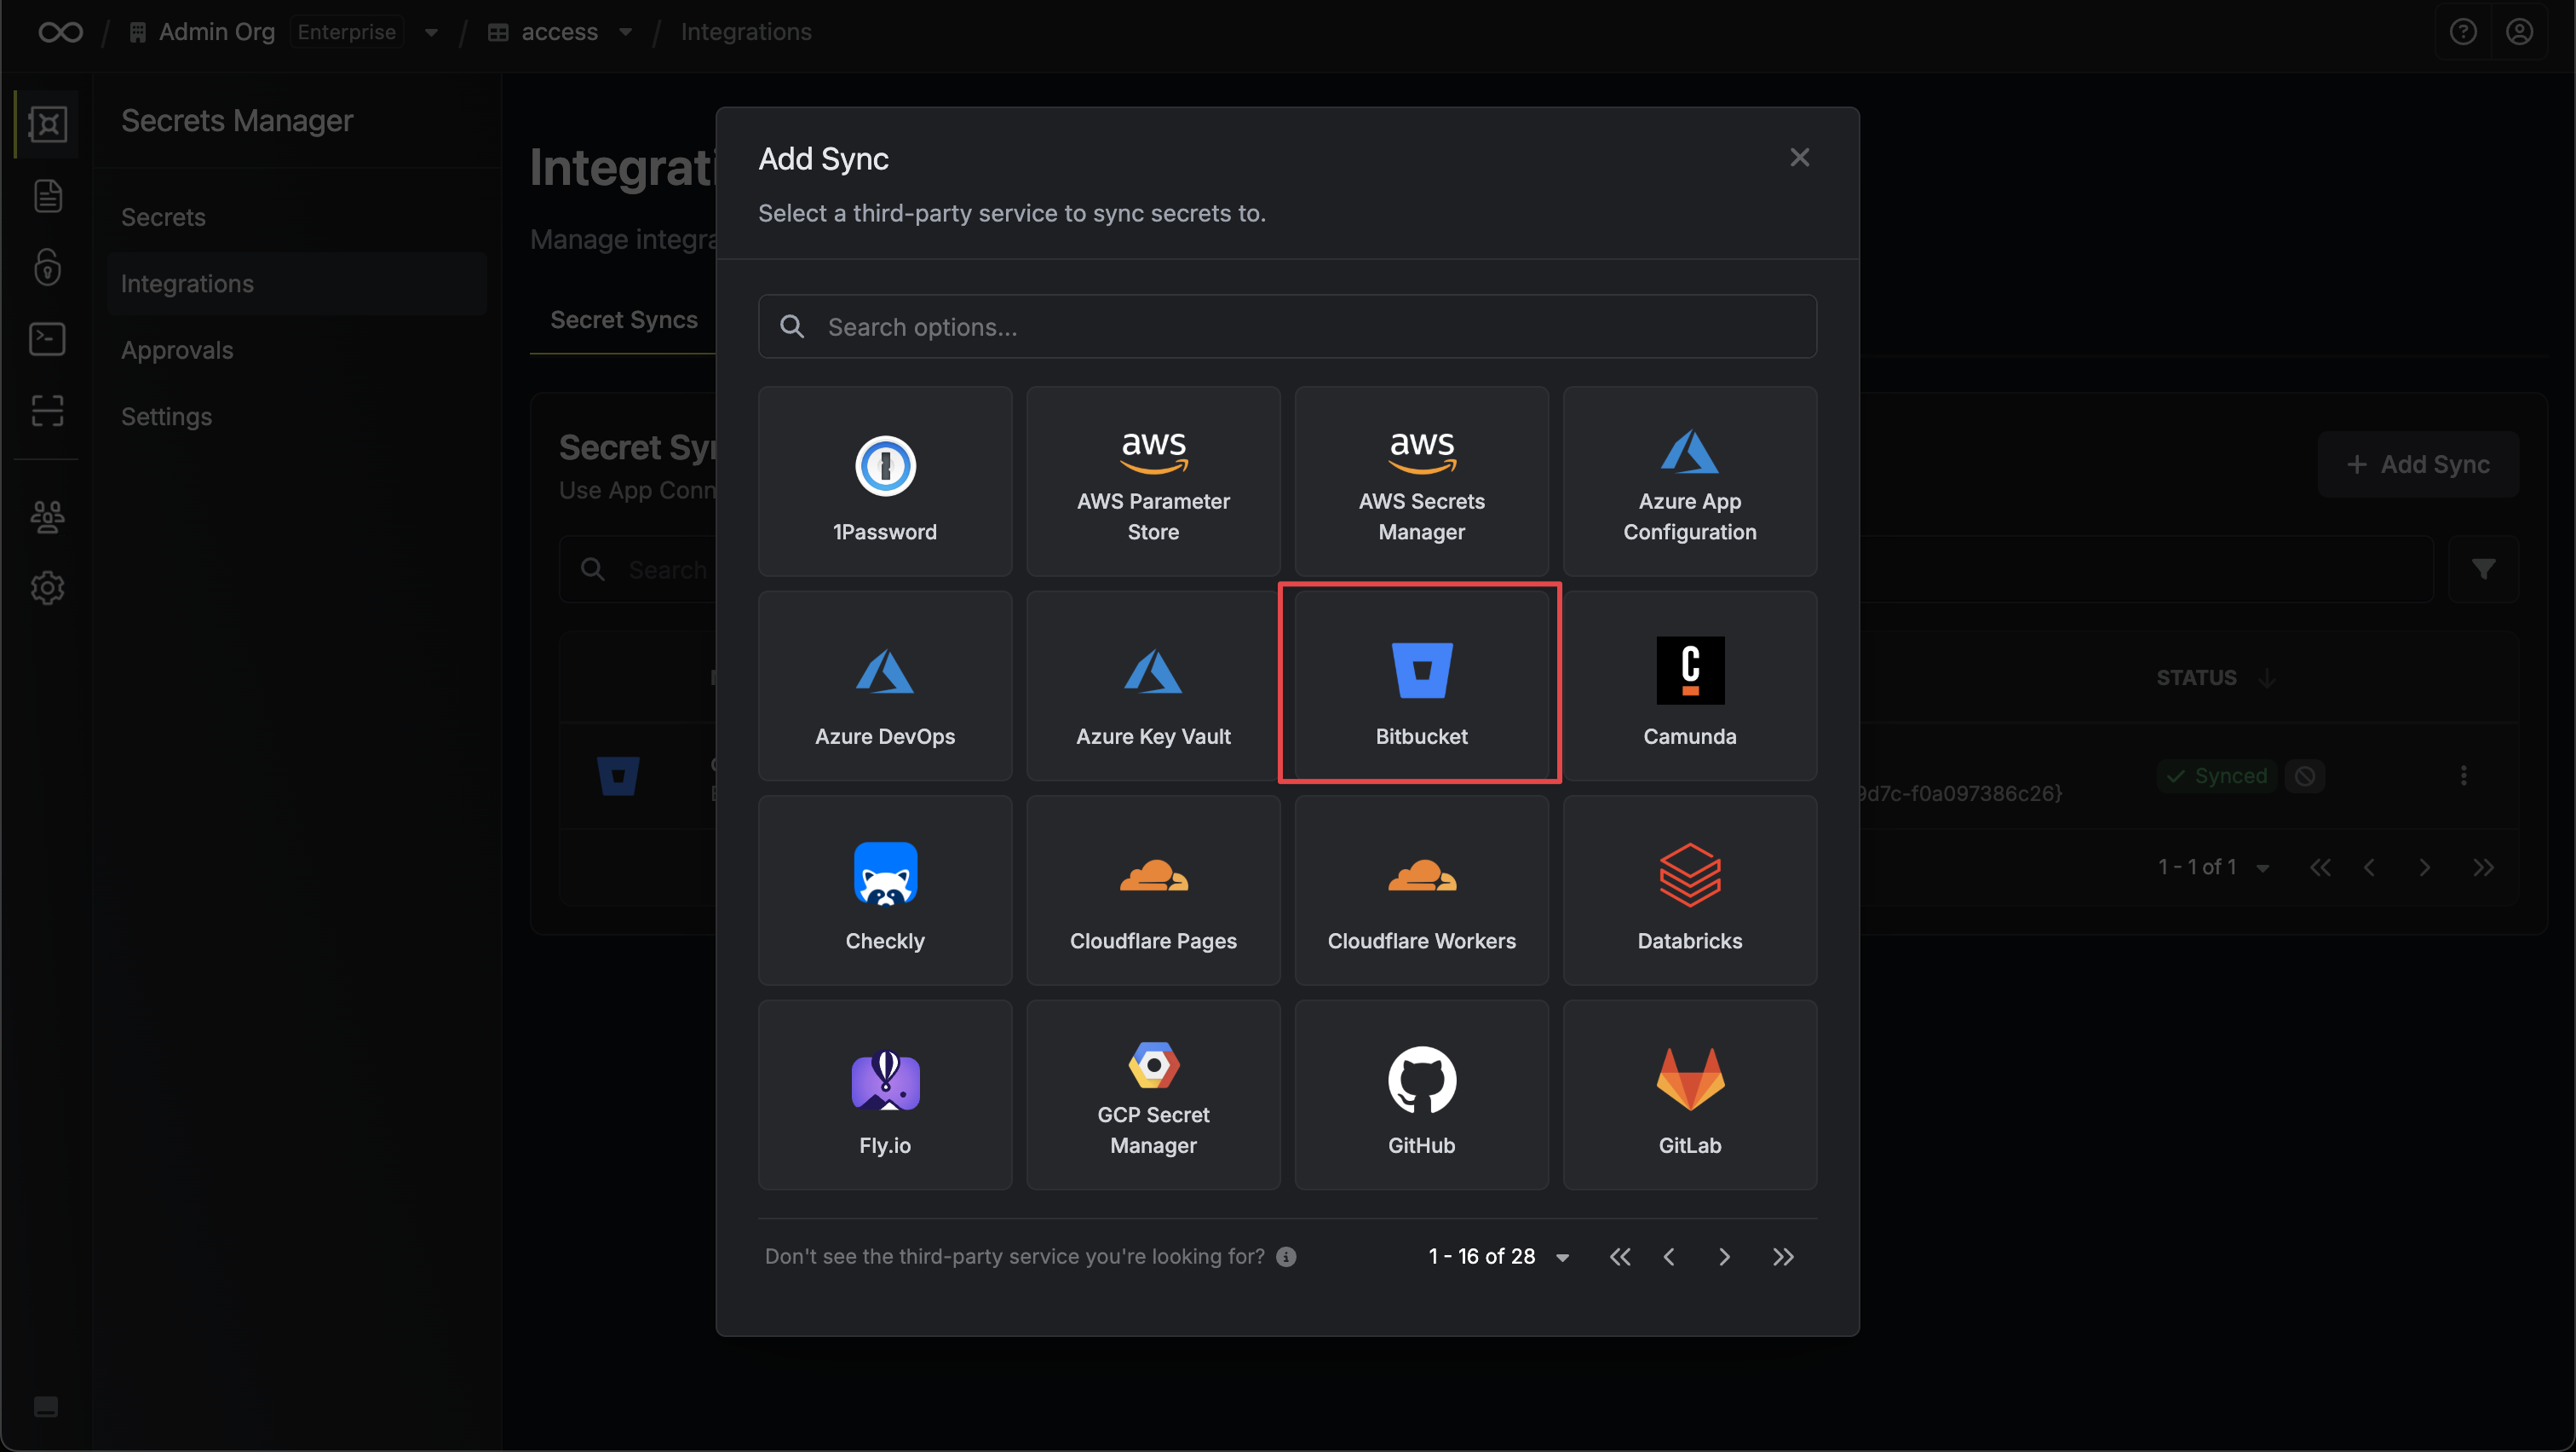 Admin Org Enterprise / access / Integrations
Secrets Manager
Secrets
Integrations
Approvals
Settings
Integrati
Manage integra
Secret Syncs
Secret Sy
Use App Conn
Search
+ Add Sync
STATUS
9d7c-f0a097386c26}
Synced
1 - 1 of 1
Add Sync
Select a third-party service to sync secrets to.
Search options...
1Password
aws
AWS Parameter
Store
aws
AWS Secrets
Manager
Azure App
Configuration
Azure DevOps
Azure Key Vault
Bitbucket
C
Camunda
Checkly
Cloudflare Pages
Cloudflare Workers
Databricks
Fly.io
GCP Secret
Manager
GitHub
GitLab
Don't see the third-party service you're looking for?
1 - 16 of 28